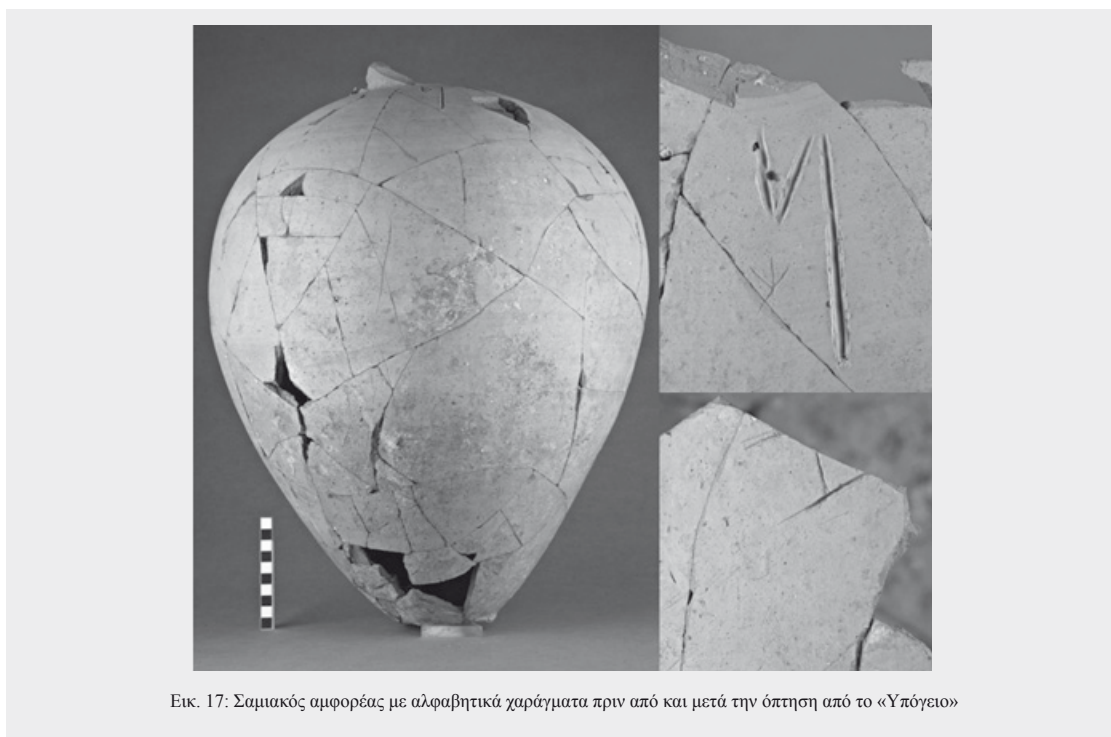 Εικ. 17: Σαμιακός αμφορέας με αλφαβητικά χαράγματα πριν από και μετά την όπτηση από το «Υπόγειο»